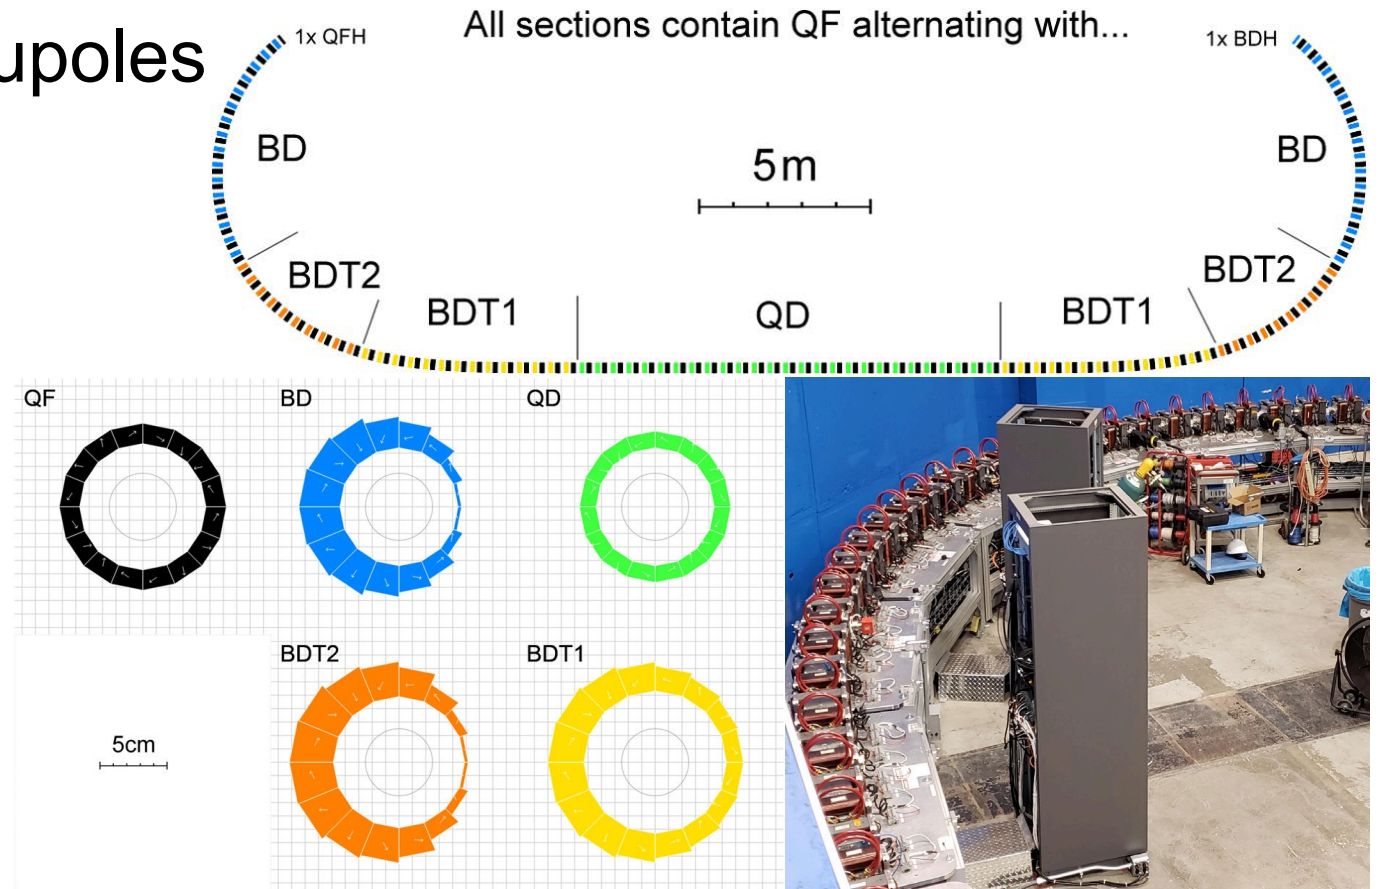 upoles
All sections contain QF alternating with...
1x QFH
1x BDH
BD
BD
5m
BDT2
BDT2
BDT1
QD
BDT1
QF
BD
QD
BDT2
BDT1
5cm